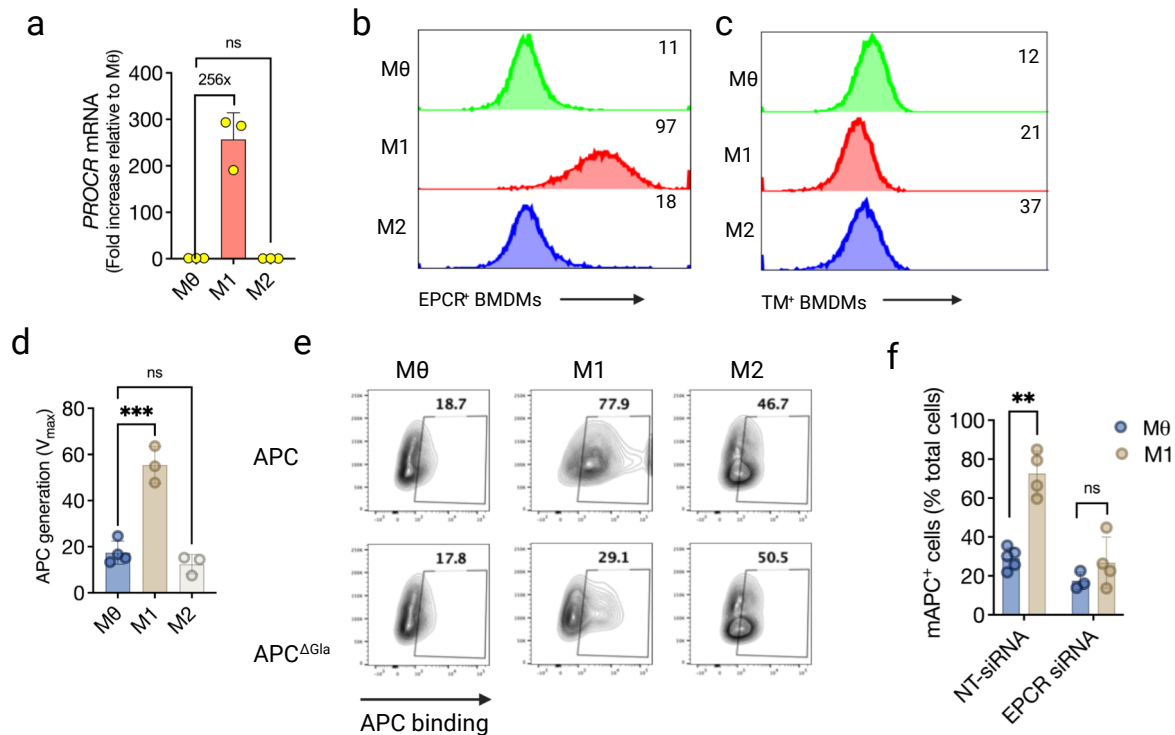 a
PROCR mRNA
(Fold increase relative to Mθ)
400
300
200
100
0
ns
256x
Mθ
M1
M2
b
Mθ
11
M1
97
M2
18
EPCR⁺ BMDMs
c
Mθ
12
M1
21
M2
37
TM⁺ BMDMs
d
APC generation (Vmax)
80
60
40
20
0
ns
***
Mθ
M1
M2
e
Mθ
M1
M2
APC
18.7
77.9
46.7
APC^ΔGla
17.8
29.1
50.5
APC binding
f
mAPC⁺ cells (% total cells)
100
80
60
40
20
0
**
ns
Mθ
M1
NT-siRNA
EPCR siRNA